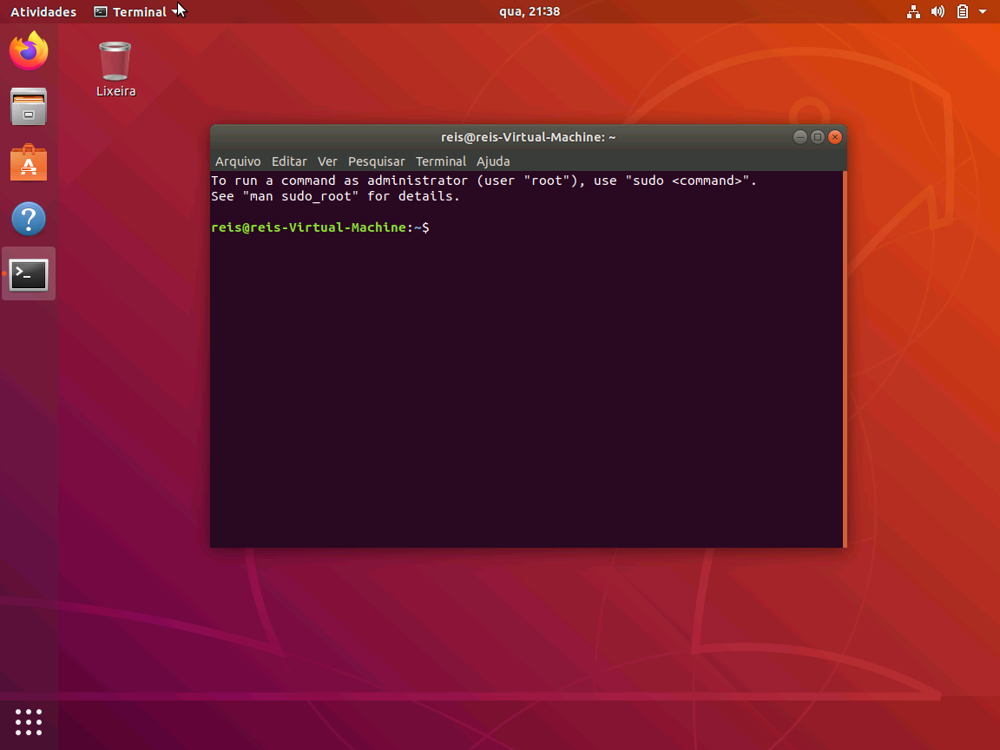 Atividades Terminal qua, 21:38
Lixeira
reis@reis-Virtual-Machine: ~
Arquivo Editar Ver Pesquisar Terminal Ajuda
To run a command as administrator (user "root"), use "sudo <command>".
See "man sudo_root" for details.
reis@reis-Virtual-Machine:~$